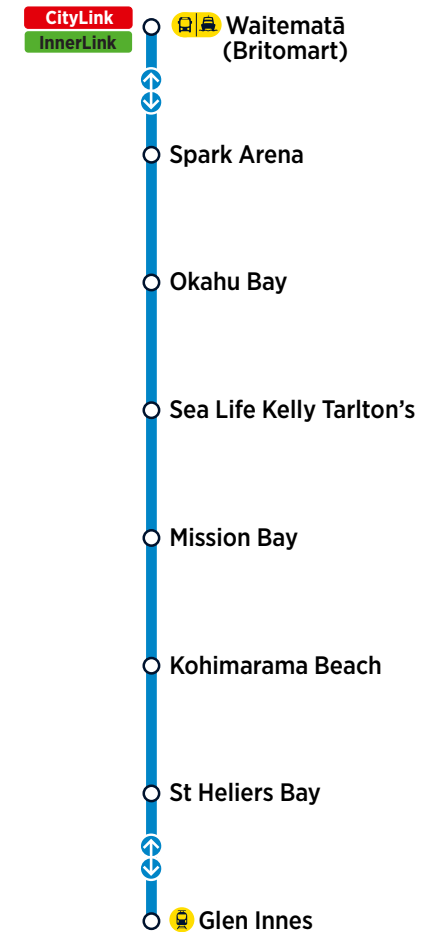 CityLink
InnerLink
Waitematā
(Britomart)
Spark Arena
Okahu Bay
Sea Life Kelly Tarlton’s
Mission Bay
Kohimarama Beach
St Heliers Bay
Glen Innes